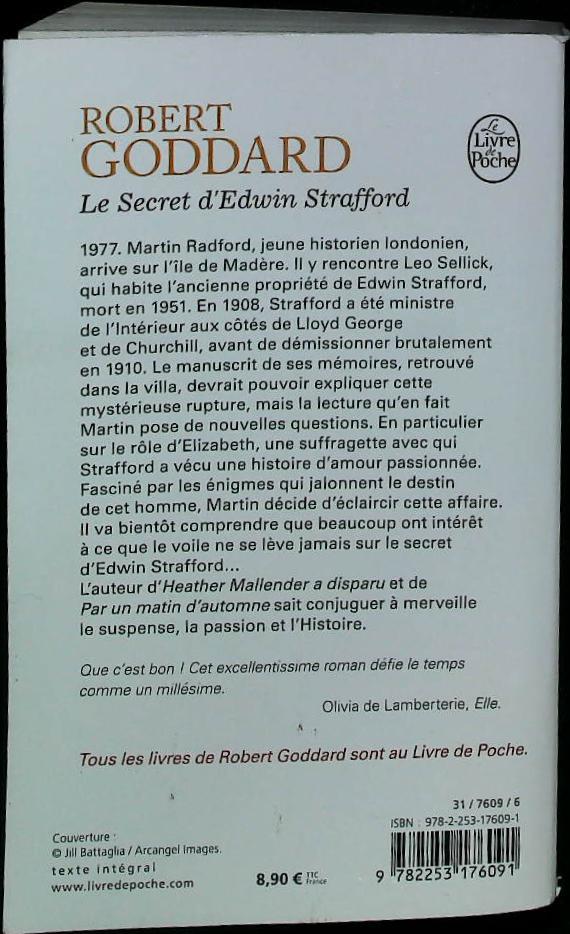 ROBERT
GODDARD
Le
Livre
de
Poche
Le Secret d'Edwin Strafford
1977. Martin Radford, jeune historien londonien,
arrive sur l'île de Madère. Il y rencontre Leo Sellick,
qui habite l'ancienne propriété de Edwin Strafford,
mort en 1951. En 1908, Strafford a été ministre
de l'Intérieur aux côtés de Lloyd George
et de Churchill, avant de démissionner brutalement
en 1910. Le manuscrit de ses mémoires, retrouvé
dans la villa, devrait pouvoir expliquer cette
mystérieuse rupture, mais la lecture qu'en fait
Martin pose de nouvelles questions. En particulier
sur le rôle d'Elizabeth, une suffragette avec qui
Strafford a vécu une histoire d'amour passionnée.
Fasciné par les énigmes qui jalonnent le destin
de cet homme, Martin décide d'éclaircir cette affaire.
Il va bientôt comprendre que beaucoup ont intérêt
à ce que le voile ne se lève jamais sur le secret
d'Edwin Strafford...
L'auteur d'Heather Mallender a disparu et de
Par un matin d'automne sait conjuguer à merveille
le suspense, la passion et l'Histoire.
Que c'est bon ! Cet excellentissime roman défie le temps
comme un millésime.
Olivia de Lamberterie, Elle.
Tous les livres de Robert Goddard sont au Livre de Poche.
31 / 7609 / 6
ISBN : 978-2-253-17609-1
Couverture :
© Jill Battaglia / Arcangel Images.
texte intégral
www.livredepoche.com
8,90 € TTC
France
9 782253 176091